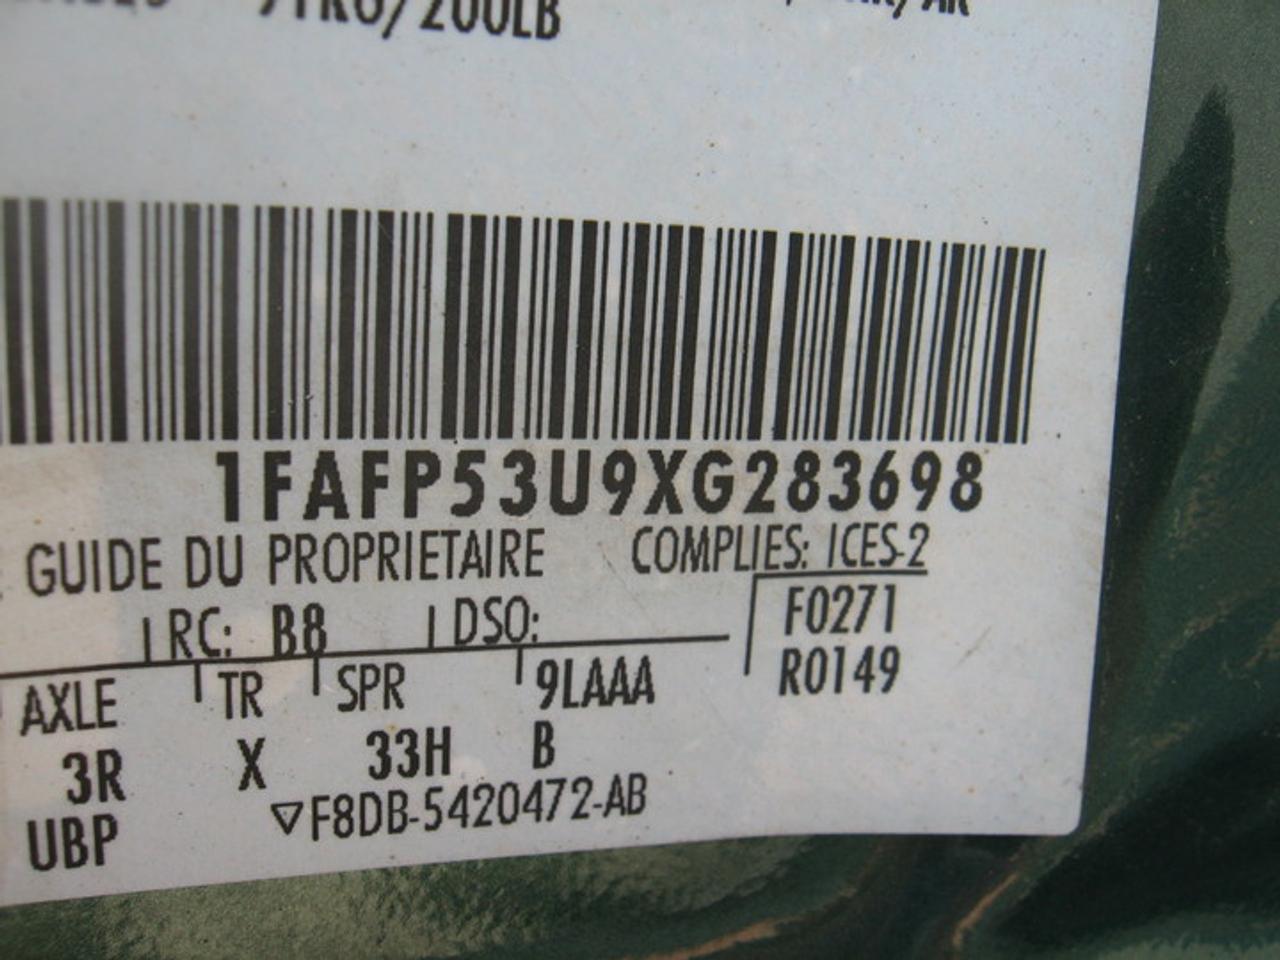 /200LB
1FAFP53U9XG283698
GUIDE DU PROPRIETAIRE COMPLIES: ICES-2
RC: B8 DSO: F0271
AXLE TR SPR 9LAAA R0149
3R X 33H B
UBP ▽F8DB-5420472-AB